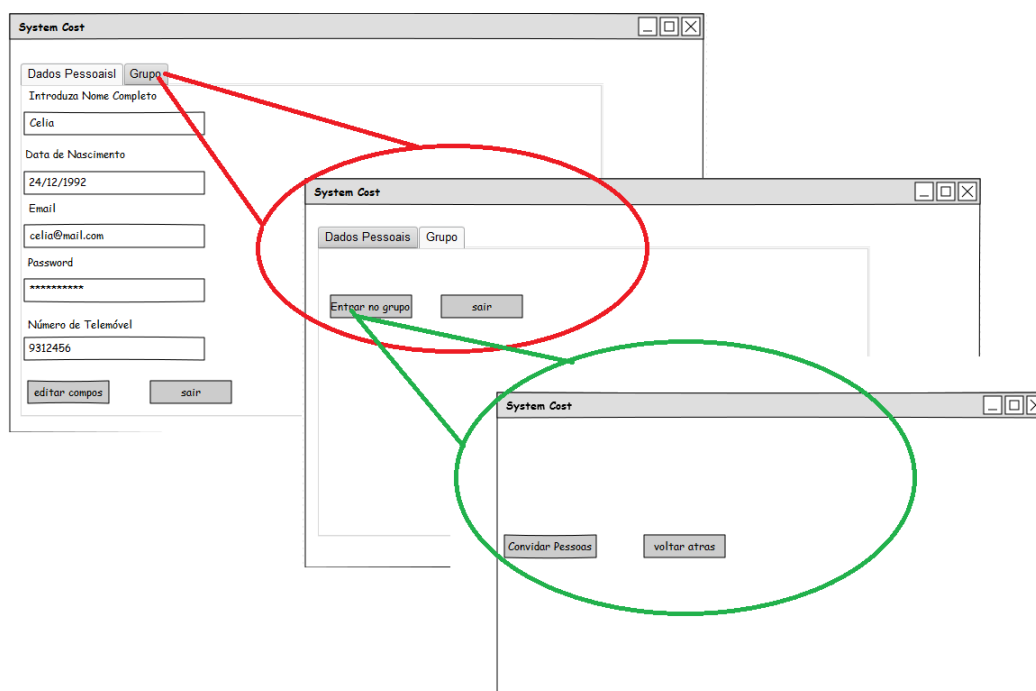 System Cost
Dados Pessoaisl Grupo
Introduza Nome Completo
Celia
Data de Nascimento
24/12/1992
Email
celia@mail.com
Password
**********
Número de Telemóvel
9312456
editar campos sair
System Cost
Dados Pessoais Grupo
Entrar no grupo sair
System Cost
Convidar Pessoas voltar atras